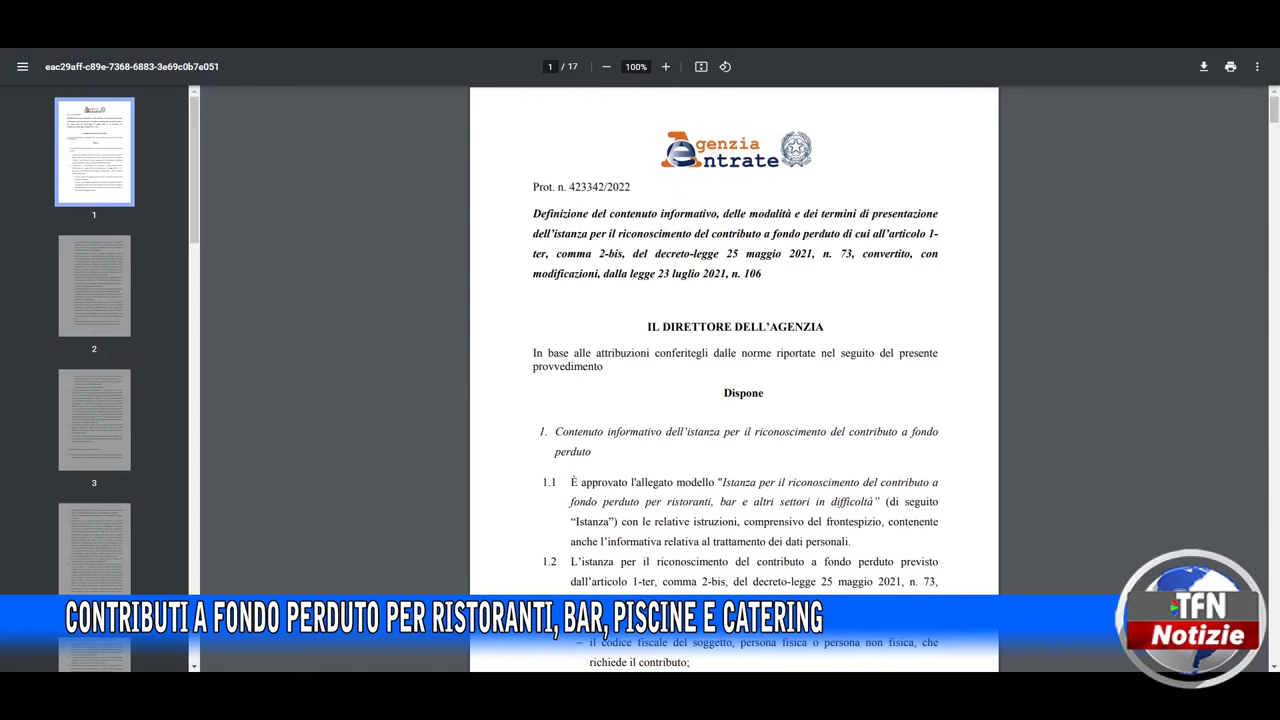 eac29aff-c89e-7368-6883-3e69c0b7e051
1 / 17
100%
Agenzia
Entrate
Prot. n. 423342/2022
Definizione del contenuto informativo, delle modalità e dei termini di presentazione
dell’istanza per il riconoscimento del contributo a fondo perduto di cui all’articolo 1-
ter, comma 2-bis, del decreto-legge 25 maggio 2021, n. 73, convertito, con
modificazioni, dalla legge 23 luglio 2021, n. 106
IL DIRETTORE DELL’AGENZIA
In base alle attribuzioni conferitegli dalle norme riportate nel seguito del presente
provvedimento
Dispone
1. Contenuto informativo dell’istanza per il riconoscimento del contributo a fondo
perduto
1.1 È approvato l'allegato modello "Istanza per il riconoscimento del contributo a
fondo perduto per ristoranti, bar e altri settori in difficoltà” (di seguito
“Istanza”) con le relative istruzioni, comprensivo del frontespizio, contenente
anche l’informativa relativa al trattamento dei dati personali.
1.2 L’istanza per il riconoscimento del contributo a fondo perduto previsto
dall’articolo 1-ter, comma 2-bis, del decreto-legge 25 maggio 2021, n. 73,
– il codice fiscale del soggetto, persona fisica o persona non fisica, che
richiede il contributo;
1
2
3
CONTRIBUTI A FONDO PERDUTO PER RISTORANTI, BAR, PISCINE E CATERING
TFN
Notizie